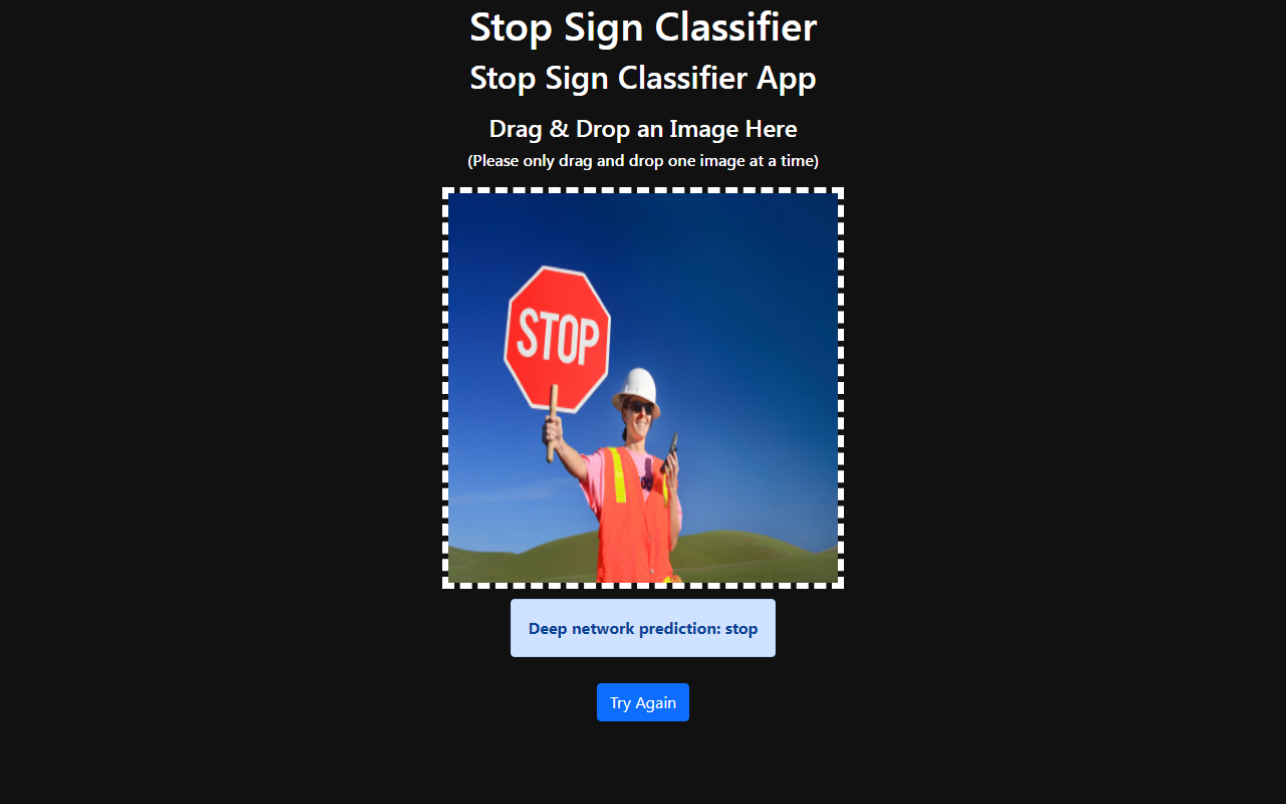 Stop Sign Classifier
Stop Sign Classifier App
Drag & Drop an Image Here
(Please only drag and drop one image at a time)
STOP
Deep network prediction: stop
Try Again